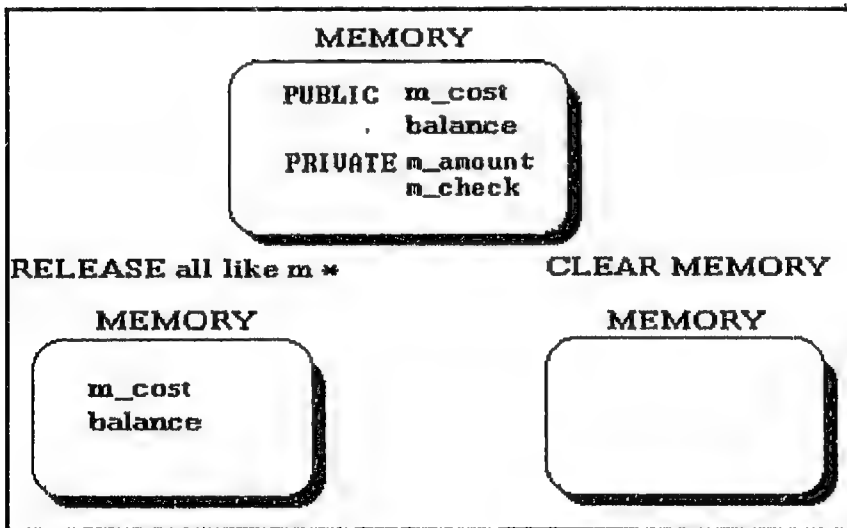 MEMORY
PUBLIC m_cost
balance
PRIVATE m_amount
m_check
RELEASE all like m *
CLEAR MEMORY
MEMORY
MEMORY
m_cost
balance